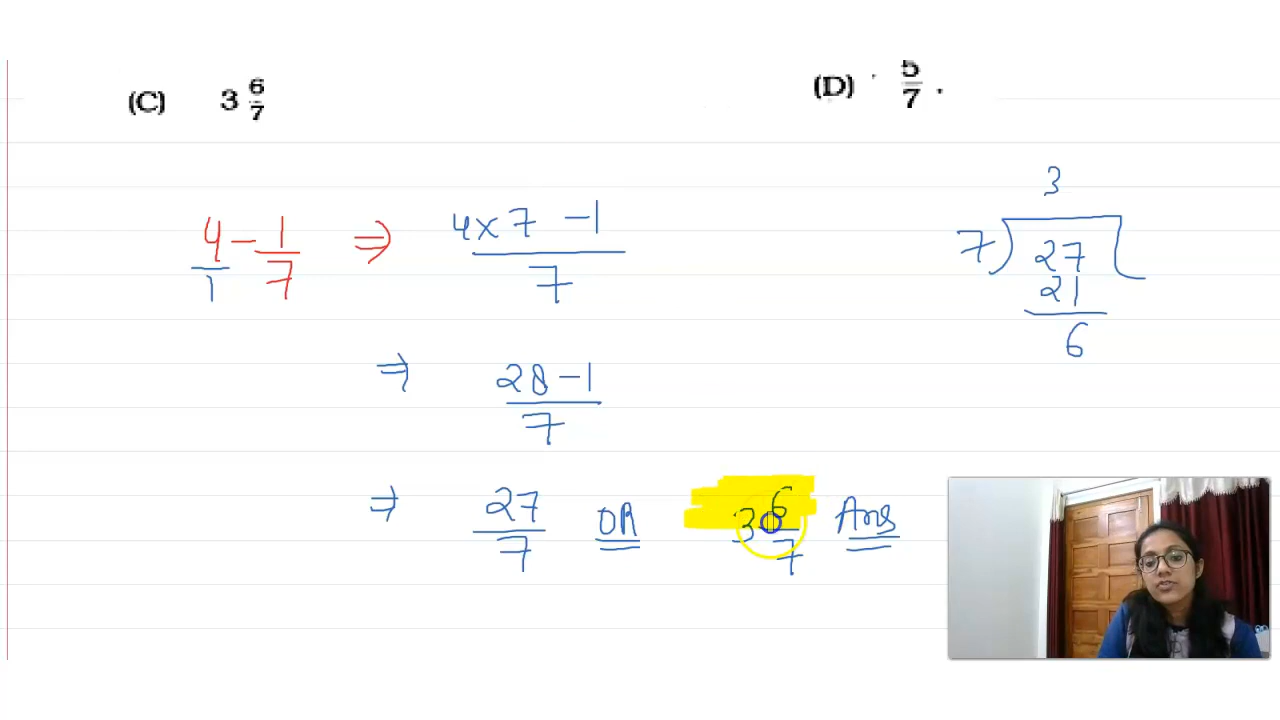 (C) 3 6/7 (D) 5/7 .
4/1 - 1/7 ⇒ 4 x 7 - 1 / 7
3
7 ) 27 (
21
6
⇒ 28 - 1 / 7
⇒ 27/7 OR 3 6/7 Ans